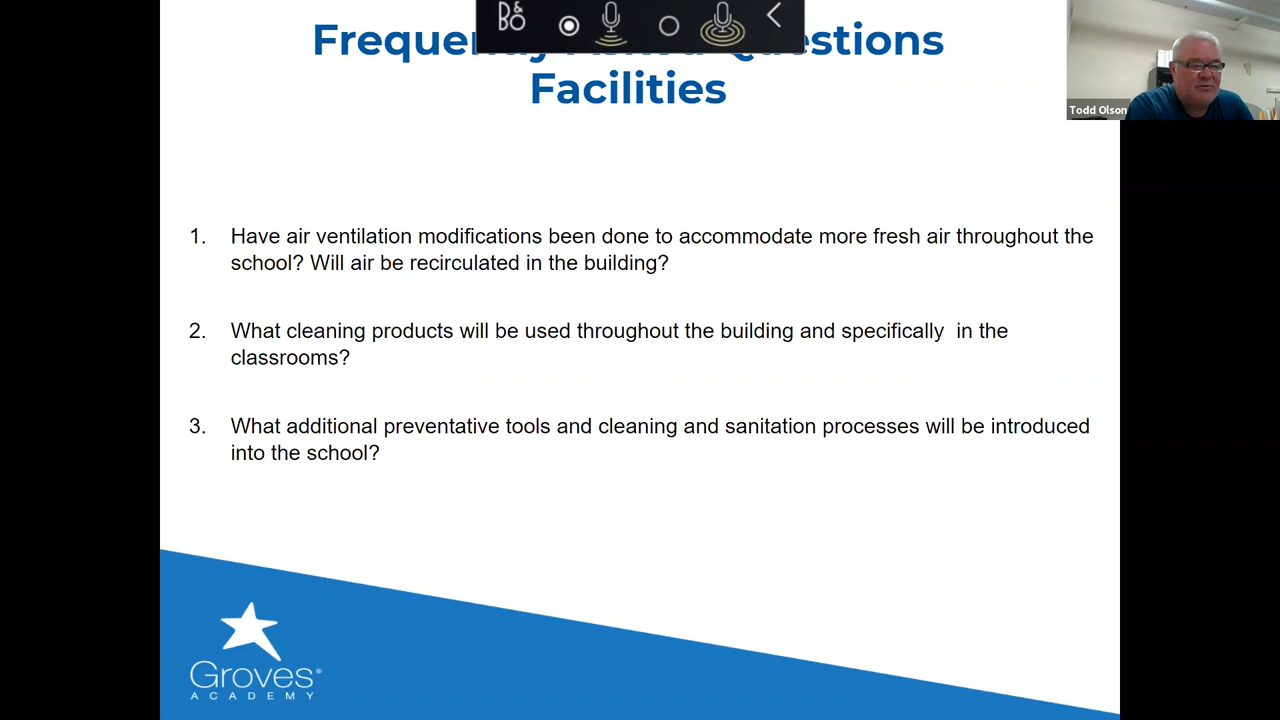 B&O
Freque stions
Facilities
Todd Olson
1. Have air ventilation modifications been done to accommodate more fresh air throughout the
school? Will air be recirculated in the building?
2. What cleaning products will be used throughout the building and specifically in the
classrooms?
3. What additional preventative tools and cleaning and sanitation processes will be introduced
into the school?
Groves®
ACADEMY